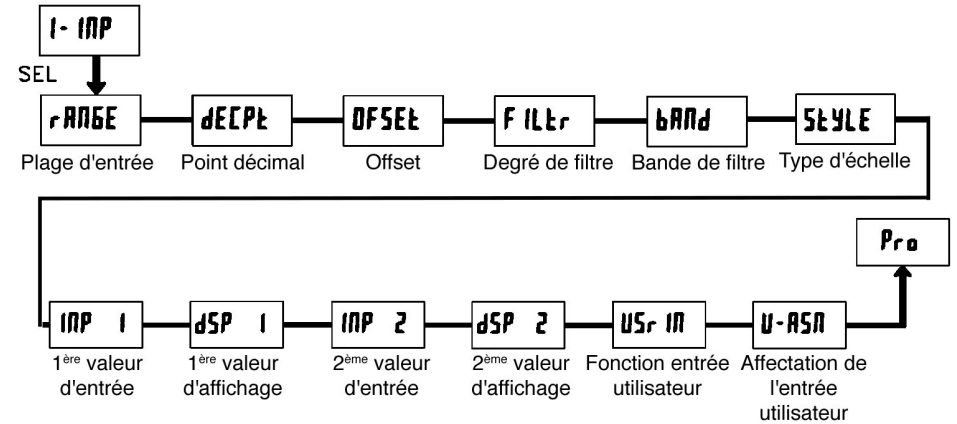 1- INP
SEL
rANGE dECPt OFSEt FILtr bANd StYLE
Plage d'entrée Point décimal Offset Degré de filtre Bande de filtre Type d'échelle
Pro
INP 1 dSP 1 INP 2 dSP 2 USr IN U-ASN
1ère valeur 1ère valeur 2ème valeur 2ème valeur Fonction entrée Affectation de
d'entrée d'affichage d'entrée d'affichage utilisateur l'entrée
utilisateur